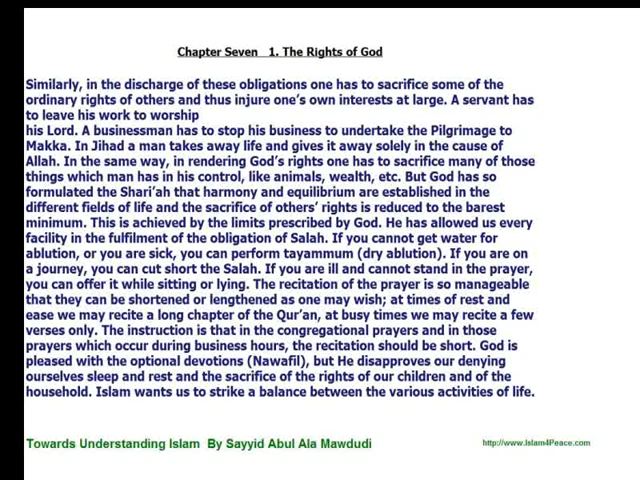 Chapter Seven   1. The Rights of God
Similarly, in the discharge of these obligations one has to sacrifice some of the
ordinary rights of others and thus injure one's own interests at large. A servant has
to leave his work to worship
his Lord. A businessman has to stop his business to undertake the Pilgrimage to
Makka. In Jihad a man takes away life and gives it away solely in the cause of
Allah. In the same way, in rendering God's rights one has to sacrifice many of those
things which man has in his control, like animals, wealth, etc. But God has so
formulated the Shari'ah that harmony and equilibrium are established in the
different fields of life and the sacrifice of others' rights is reduced to the barest
minimum. This is achieved by the limits prescribed by God. He has allowed us every
facility in the fulfilment of the obligation of Salah. If you cannot get water for
ablution, or you are sick, you can perform tayammum (dry ablution). If you are on
a journey, you can cut short the Salah. If you are ill and cannot stand in the prayer,
you can offer it while sitting or lying. The recitation of the prayer is so manageable
that they can be shortened or lengthened as one may wish; at times of rest and
ease we may recite a long chapter of the Qur'an, at busy times we may recite a few
verses only. The instruction is that in the congregational prayers and in those
prayers which occur during business hours, the recitation should be short. God is
pleased with the optional devotions (Nawafil), but He disapproves our denying
ourselves sleep and rest and the sacrifice of the rights of our children and of the
household. Islam wants us to strike a balance between the various activities of life.
Towards Understanding Islam  By Sayyid Abul Ala Mawdudi
http://www.Islam4Peace.com